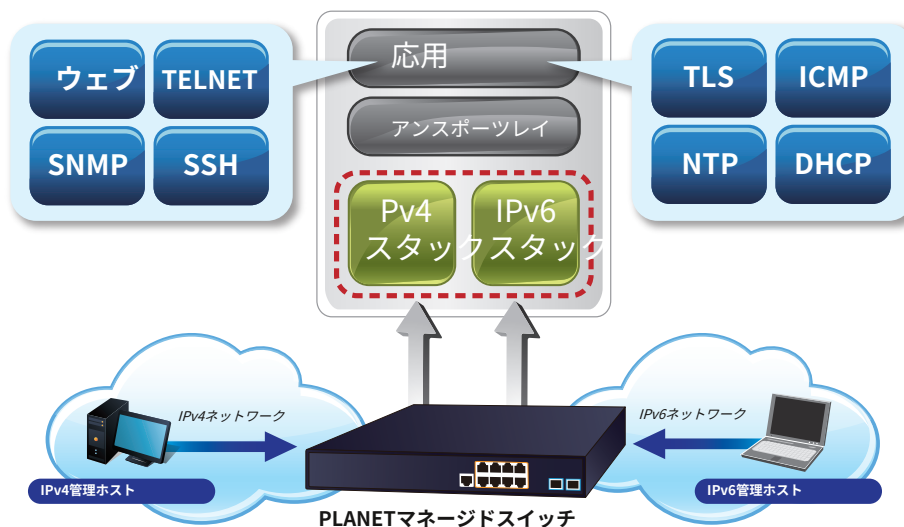 ウェブ
TELNET
SNMP
SSH
応用
アンスポーツレイ
Pv4
スタック
IPv6
スタック
TLS
ICMP
NTP
DHCP
IPv4ネットワーク
IPv6ネットワーク
IPv4管理ホスト
IPv6管理ホスト
PLANETマネージドスイッチ